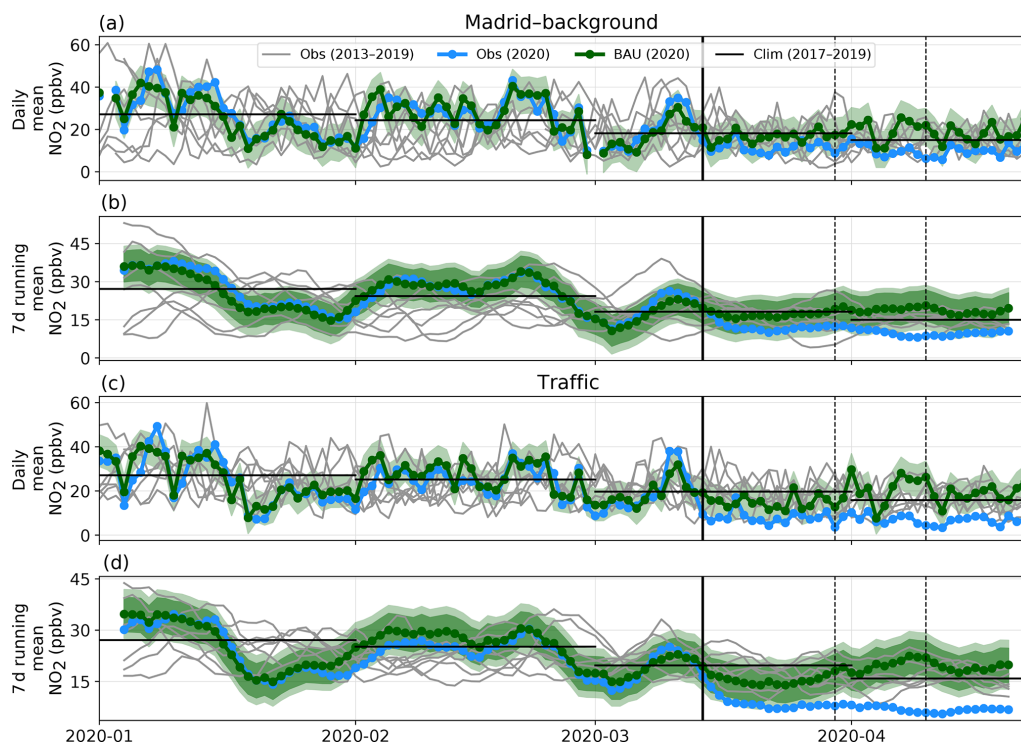 (a) Madrid–background
Obs (2013–2019) Obs (2020) BAU (2020) Clim (2017–2019)
Daily
mean
NO2 (ppbv)
60
40
20
0
(b)
7 d running
mean
NO2 (ppbv)
45
30
15
0
(c) Traffic
Daily
mean
NO2 (ppbv)
60
40
20
0
(d)
7 d running
mean
NO2 (ppbv)
45
30
15
2020-01 2020-02 2020-03 2020-04